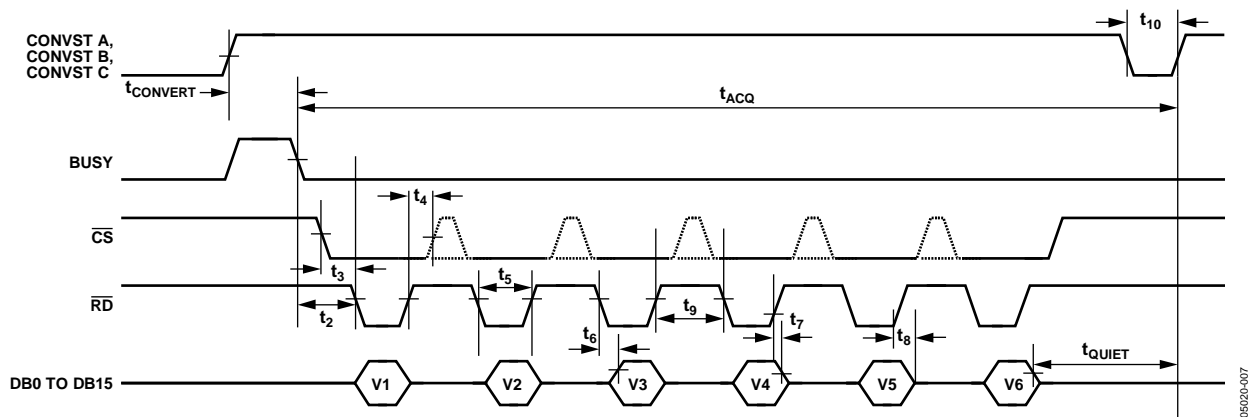 t10
CONVST A,
CONVST B,
CONVST C
tCONVERT
tACQ
BUSY
t4
CS
t3
t5
RD
t2
t9
t7
t6
t8
tQUIET
DB0 TO DB15
V1
V2
V3
V4
V5
V6
05020-007